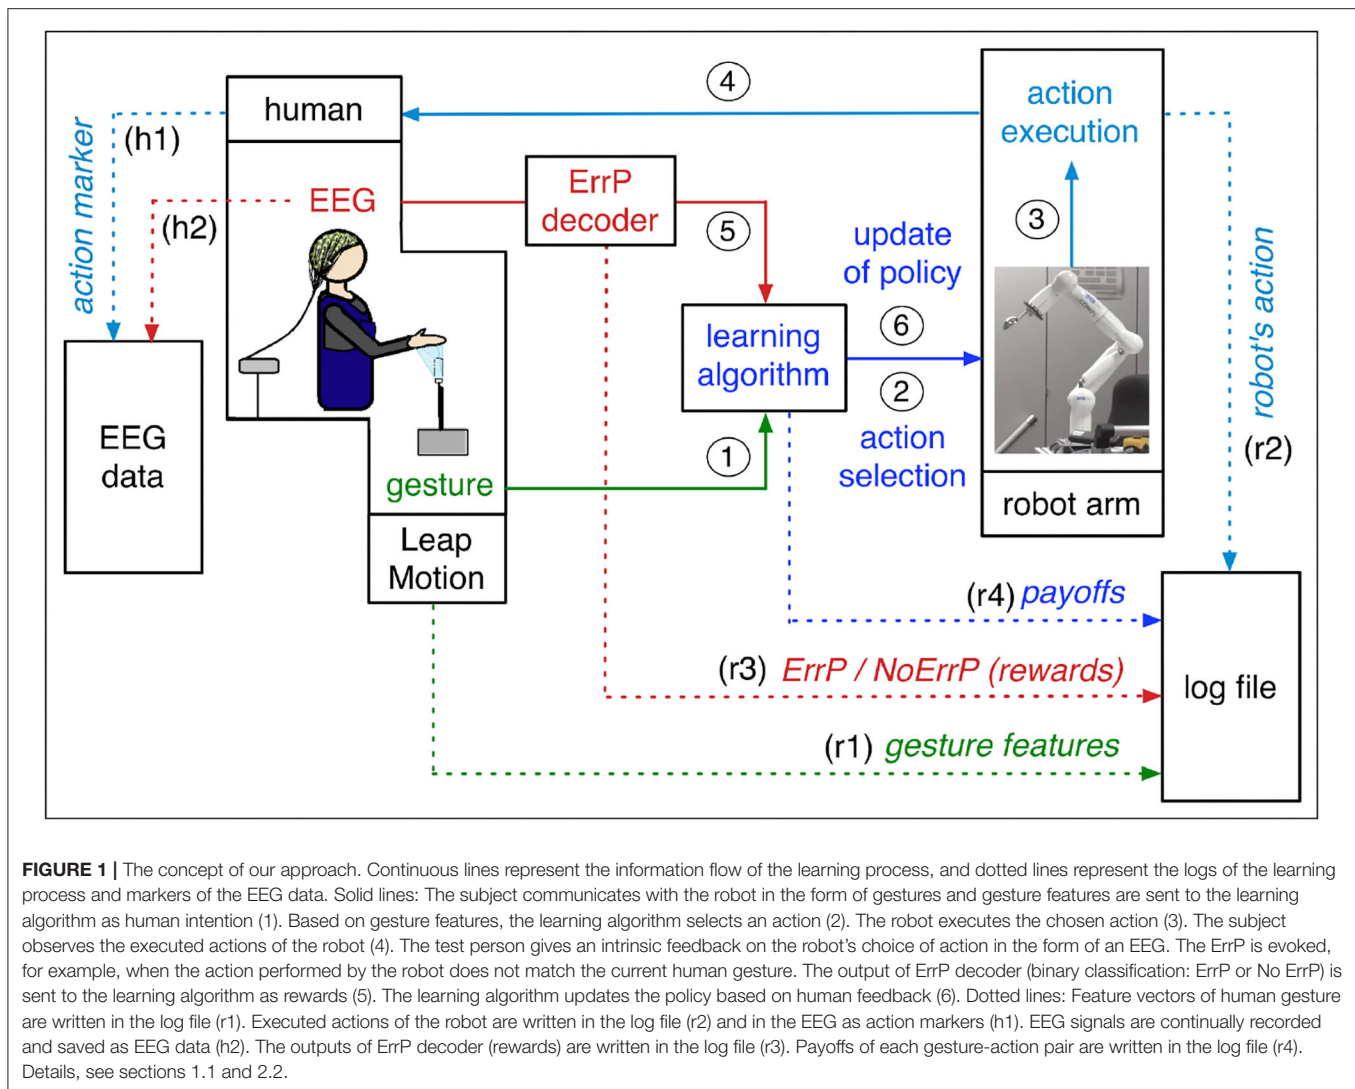 4
human
action
execution
action marker
(h1)
ErrP
decoder
EEG
(h2)
5
3
update
of policy
robot's action
learning
algorithm
6
2
(r2)
EEG
data
1
action
selection
gesture
robot arm
Leap
Motion
(r4) payoffs
(r3) ErrP / NoErrP (rewards)
log file
(r1) gesture features
FIGURE 1 | The concept of our approach. Continuous lines represent the information flow of the learning process, and dotted lines represent the logs of the learning
process and markers of the EEG data. Solid lines: The subject communicates with the robot in the form of gestures and gesture features are sent to the learning
algorithm as human intention (1). Based on gesture features, the learning algorithm selects an action (2). The robot executes the chosen action (3). The subject
observes the executed actions of the robot (4). The test person gives an intrinsic feedback on the robot's choice of action in the form of an EEG. The ErrP is evoked,
for example, when the action performed by the robot does not match the current human gesture. The output of ErrP decoder (binary classification: ErrP or No ErrP) is
sent to the learning algorithm as rewards (5). The learning algorithm updates the policy based on human feedback (6). Dotted lines: Feature vectors of human gesture
are written in the log file (r1). Executed actions of the robot are written in the log file (r2) and in the EEG as action markers (h1). EEG signals are continually recorded
and saved as EEG data (h2). The outputs of ErrP decoder (rewards) are written in the log file (r3). Payoffs of each gesture-action pair are written in the log file (r4).
Details, see sections 1.1 and 2.2.